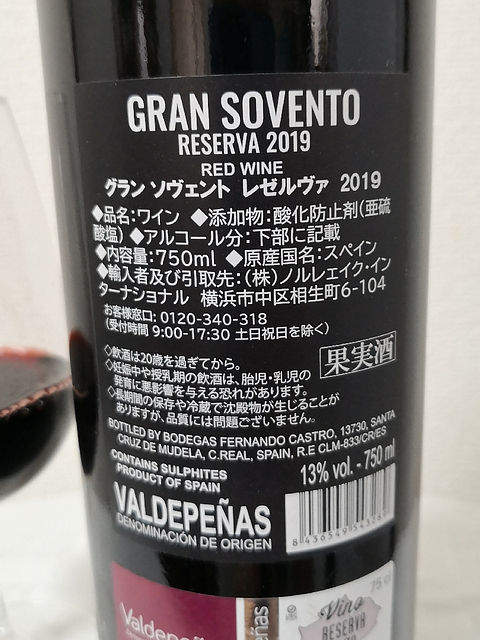 GRAN SOVENTO
RESERVA 2019
RED WINE
グラン ソヴェント レゼルヴァ 2019
◆品名:ワイン ◆添加物:酸化防止剤(亜硫
酸塩) ◆アルコール分:下部に記載
◆内容量:750ml ◆原産国名:スペイン
◆輸入者及び引取先:(株)ノルレェイク・イン
ターナショナル 横浜市中区相生町6-104
お客様窓口: 0120-340-318
(受付時間 9:00-17:30 土日祝日を除く)
◇飲酒は20歳を過ぎてから。
◇妊娠中や授乳期の飲酒は、胎児・乳児の
発育に悪影響を与える恐れがあります。
◇長期間の保存や冷蔵で沈殿物が生じることが
ありますが、品質には問題ございません。
果実酒
BOTTLED BY BODEGAS FERNANDO CASTRO, 13730, SANTA
CRUZ DE MUDELA, C.REAL, SPAIN, R.E CLM-833/CR/ES
CONTAINS SULPHITES
PRODUCT OF SPAIN
13% vol. - 750 ml
VALDEPEÑAS
DENOMINACIÓN DE ORIGEN
Valdepeñ
eñas
75 cl
Vino
RESERVA